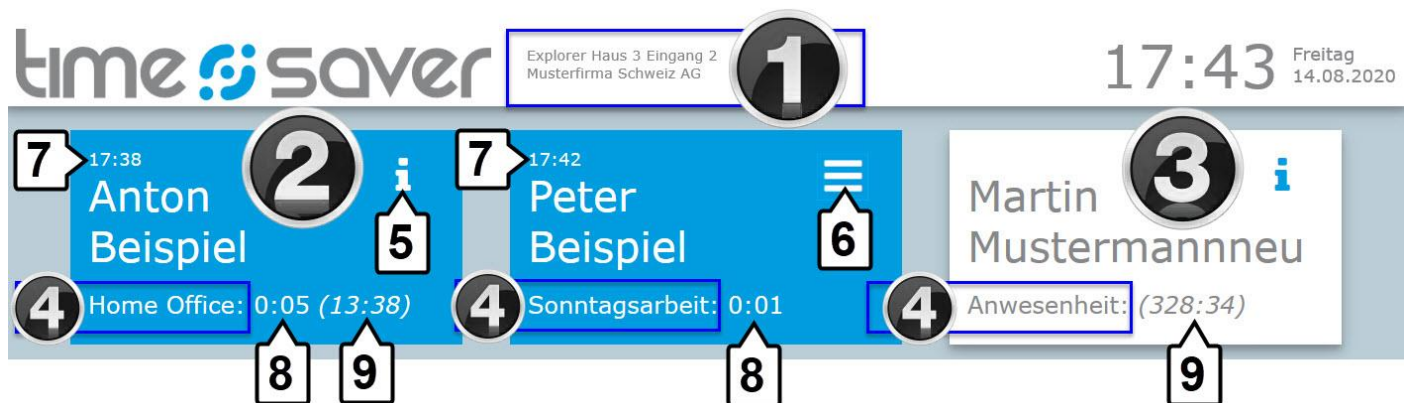 time saver
Explorer Haus 3 Eingang 2
Musterfirma Schweiz AG
1
17:43
Freitag
14.08.2020
7
17:38
Anton
Beispiel
2
i
5
4
Home Office: 0:05 (13:38)
8
9
7
17:42
Peter
Beispiel
6
4
Sonntagsarbeit: 0:01
8
3
i
Martin
Mustermannneu
4
Anwesenheit: (328:34)
9